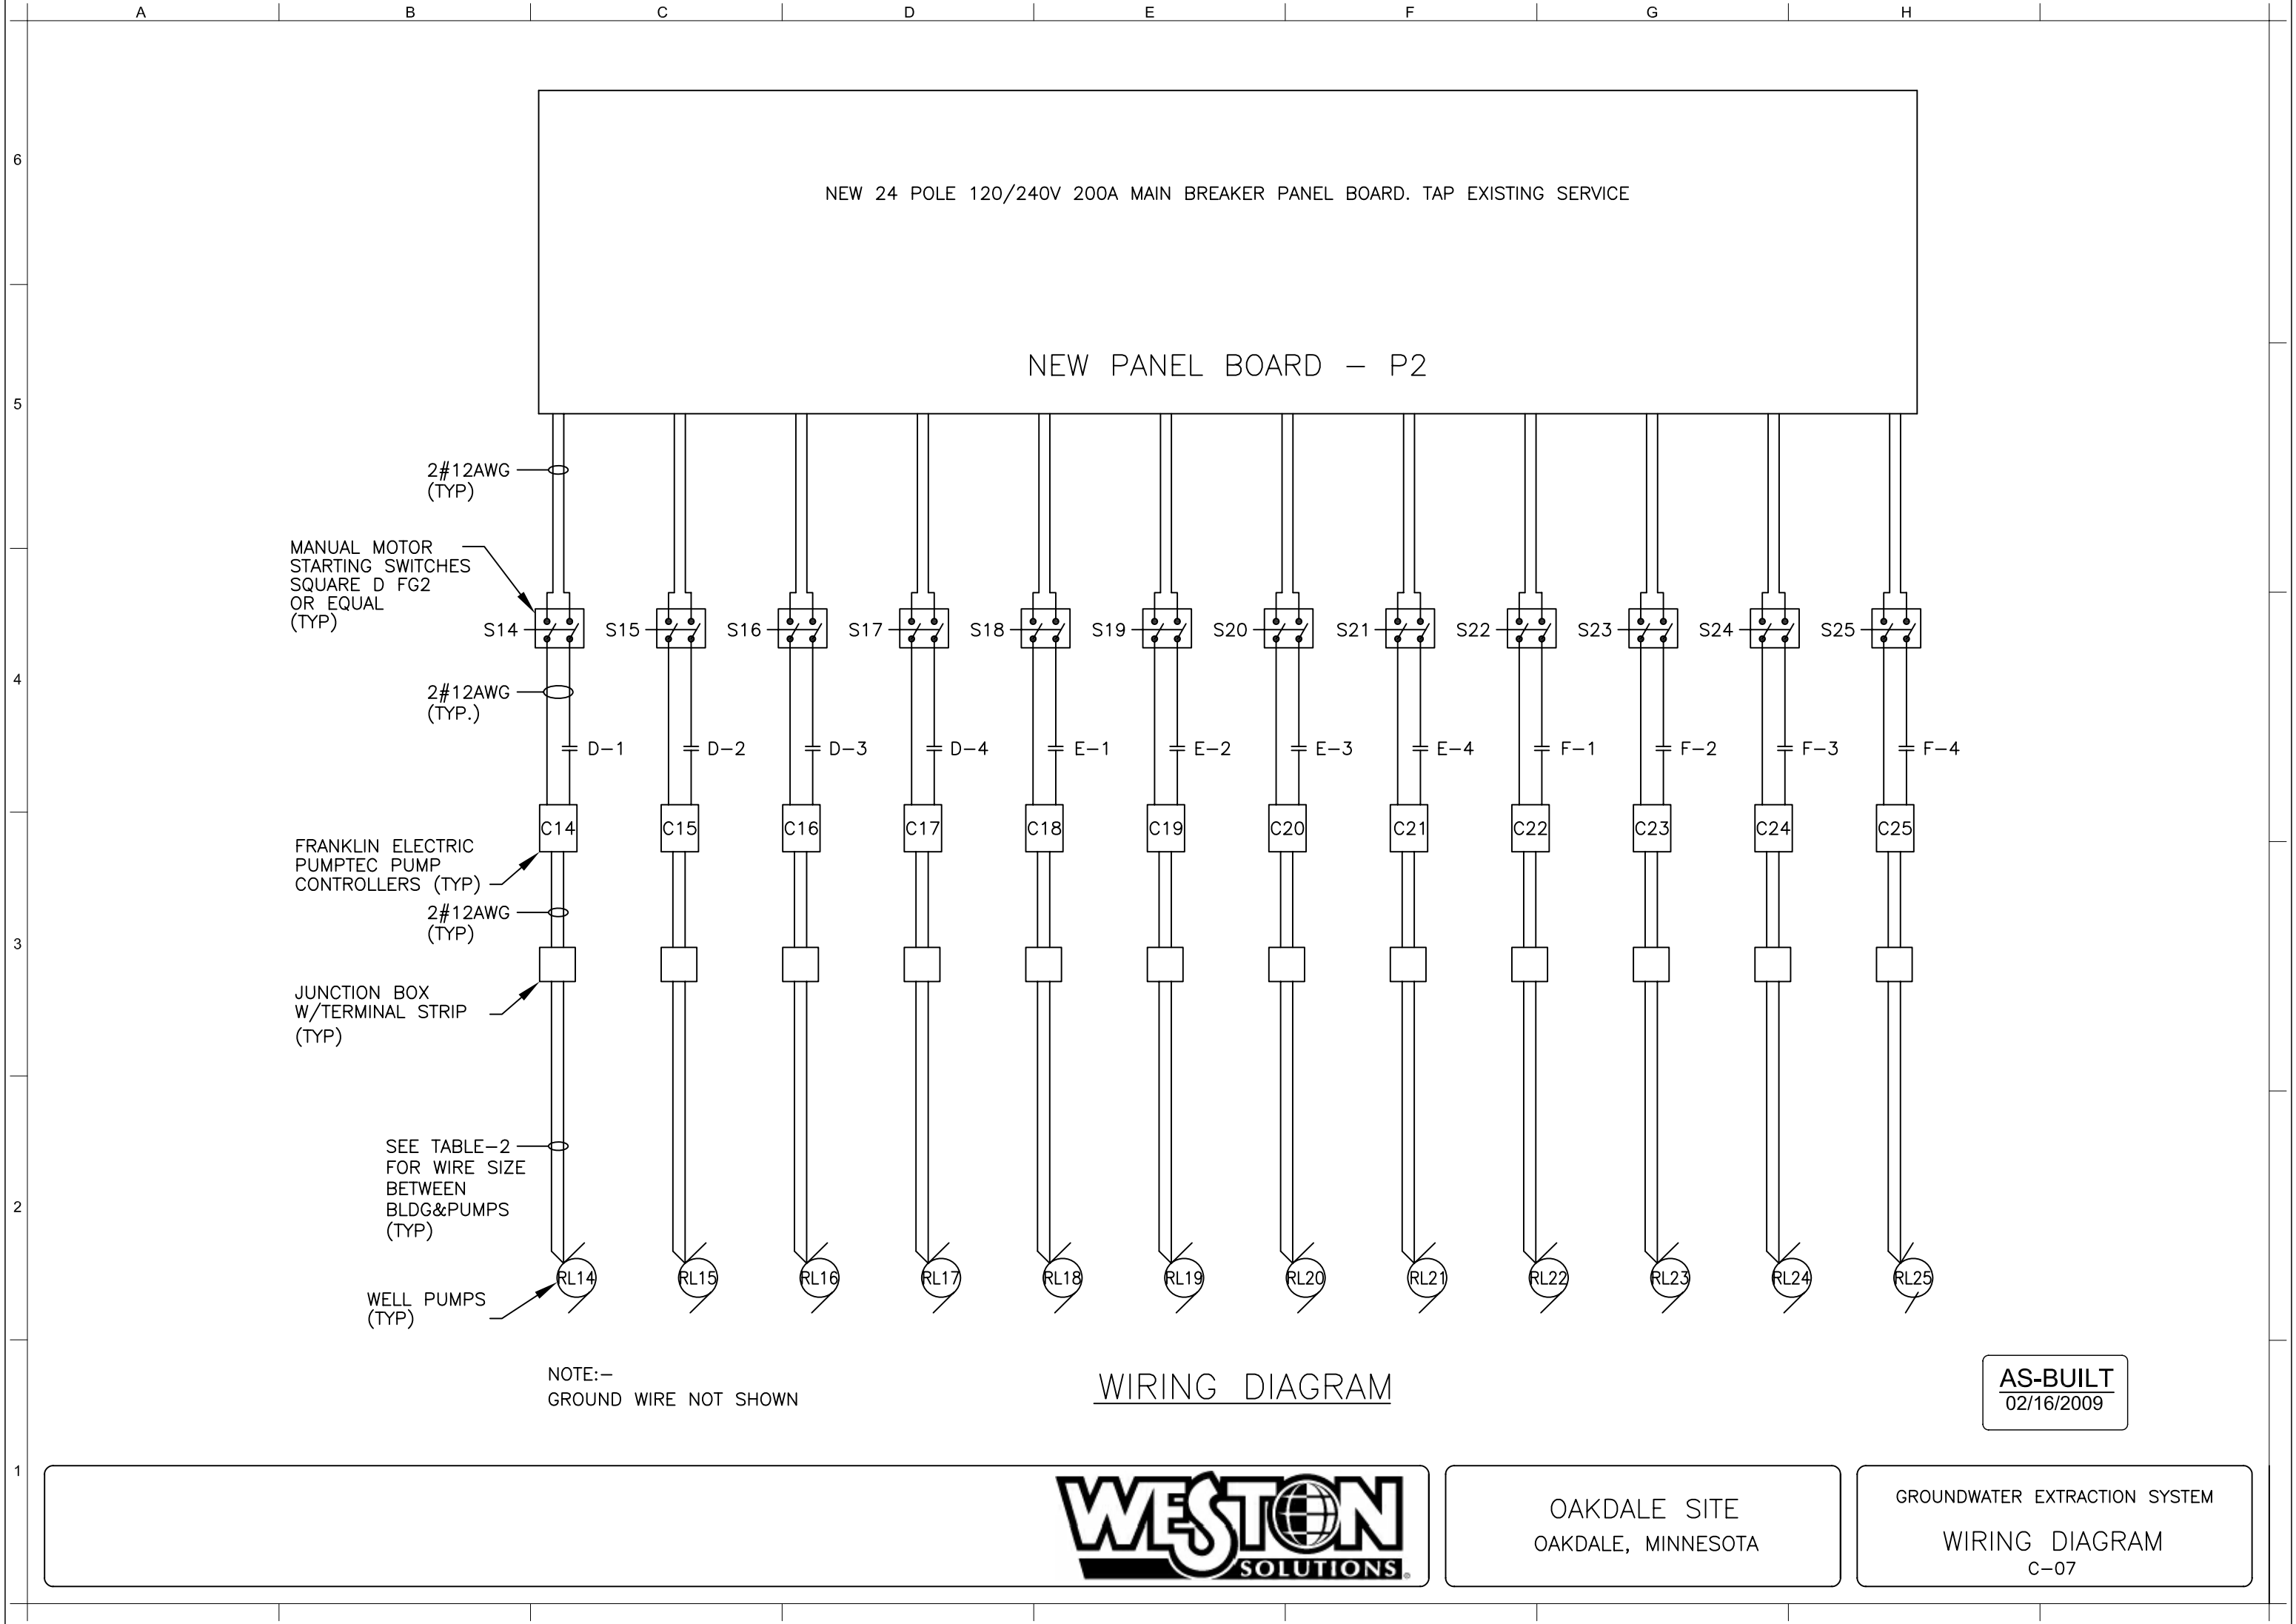 A B C D E F G H
6
NEW 24 POLE 120/240V 200A MAIN BREAKER PANEL BOARD. TAP EXISTING SERVICE
NEW PANEL BOARD – P2
5
2#12AWG
(TYP)
MANUAL MOTOR
STARTING SWITCHES
SQUARE D FG2
OR EQUAL
(TYP)
S14 S15 S16 S17 S18 S19 S20 S21 S22 S23 S24 S25
4
2#12AWG
(TYP.)
D–1 D–2 D–3 D–4 E–1 E–2 E–3 E–4 F–1 F–2 F–3 F–4
C14 C15 C16 C17 C18 C19 C20 C21 C22 C23 C24 C25
FRANKLIN ELECTRIC
PUMPTEC PUMP
CONTROLLERS (TYP)
2#12AWG
(TYP)
3
JUNCTION BOX
W/TERMINAL STRIP
(TYP)
SEE TABLE–2
FOR WIRE SIZE
BETWEEN
BLDG&PUMPS
(TYP)
2
RL14 RL15 RL16 RL17 RL18 RL19 RL20 RL21 RL22 RL23 RL24 RL25
WELL PUMPS
(TYP)
NOTE:–
GROUND WIRE NOT SHOWN
WIRING DIAGRAM
AS-BUILT
02/16/2009
1
WESTON
SOLUTIONS®
OAKDALE SITE
OAKDALE, MINNESOTA
GROUNDWATER EXTRACTION SYSTEM
WIRING DIAGRAM
C–07